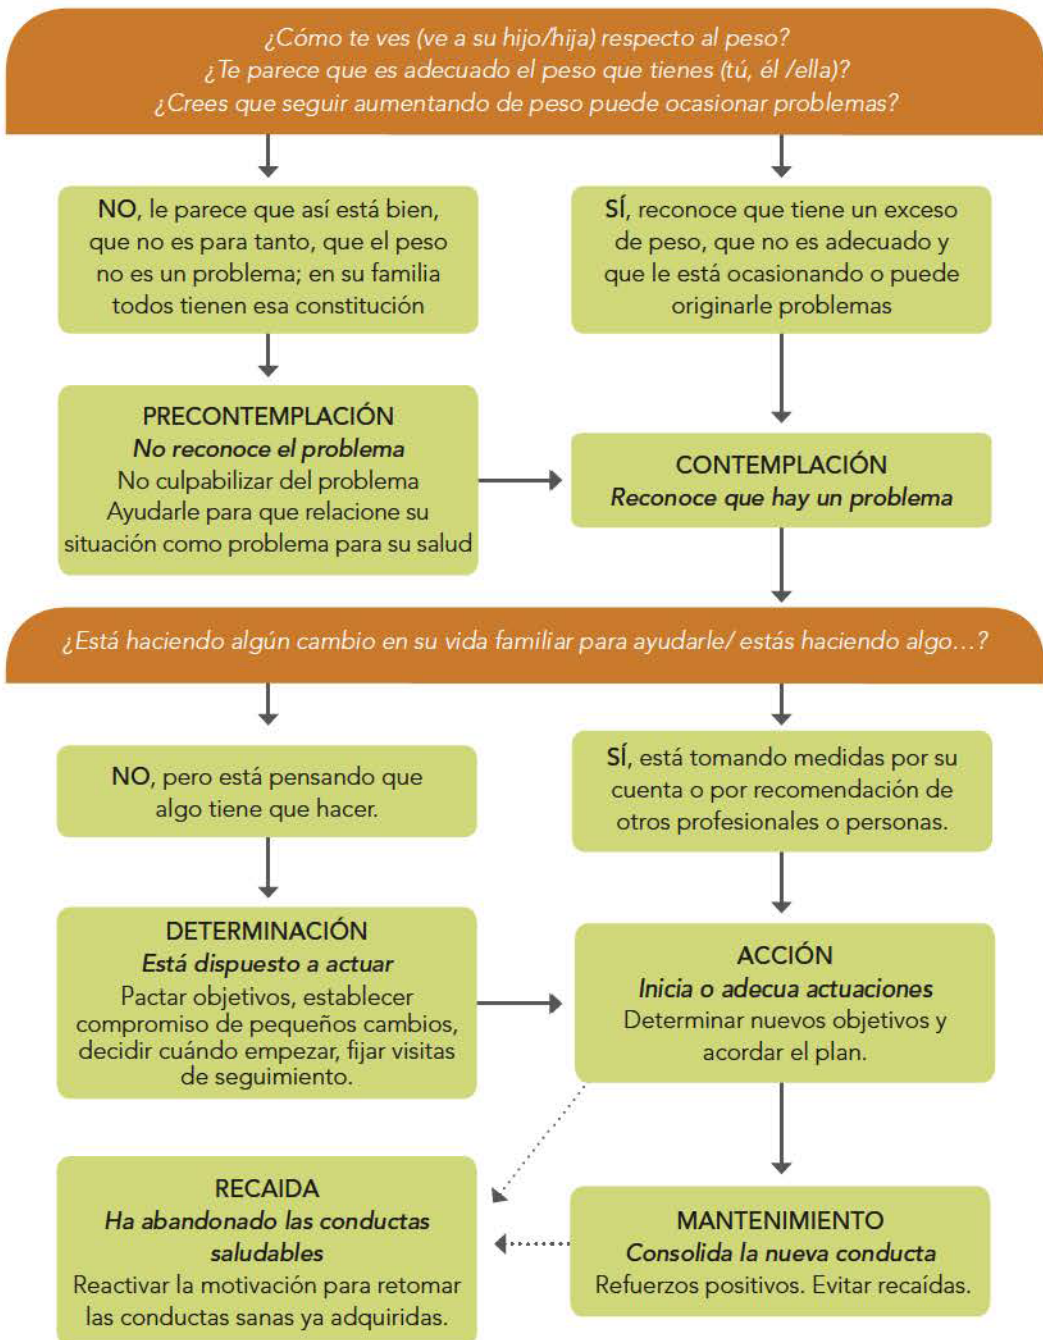 ¿Cómo te ves (ve a su hijo/hija) respecto al peso?
¿Te parece que es adecuado el peso que tienes (tú, él /ella)?
¿Crees que seguir aumentando de peso puede ocasionar problemas?
NO, le parece que así está bien,
que no es para tanto, que el peso
no es un problema; en su familia
todos tienen esa constitución
SÍ, reconoce que tiene un exceso
de peso, que no es adecuado y
que le está ocasionando o puede
originarle problemas
PRECONTEMPLACIÓN
No reconoce el problema
No culpabilizar del problema
Ayudarle para que relacione su
situación como problema para su salud
CONTEMPLACIÓN
Reconoce que hay un problema
¿Está haciendo algún cambio en su vida familiar para ayudarle/ estás haciendo algo...?
NO, pero está pensando que
algo tiene que hacer.
SÍ, está tomando medidas por su
cuenta o por recomendación de
otros profesionales o personas.
DETERMINACIÓN
Está dispuesto a actuar
Pactar objetivos, establecer
compromiso de pequeños cambios,
decidir cuándo empezar, fijar visitas
de seguimiento.
ACCIÓN
Inicia o adecua actuaciones
Determinar nuevos objetivos y
acordar el plan.
RECAIDA
Ha abandonado las conductas
saludables
Reactivar la motivación para retomar
las conductas sanas ya adquiridas.
MANTENIMIENTO
Consolida la nueva conducta
Refuerzos positivos. Evitar recaídas.